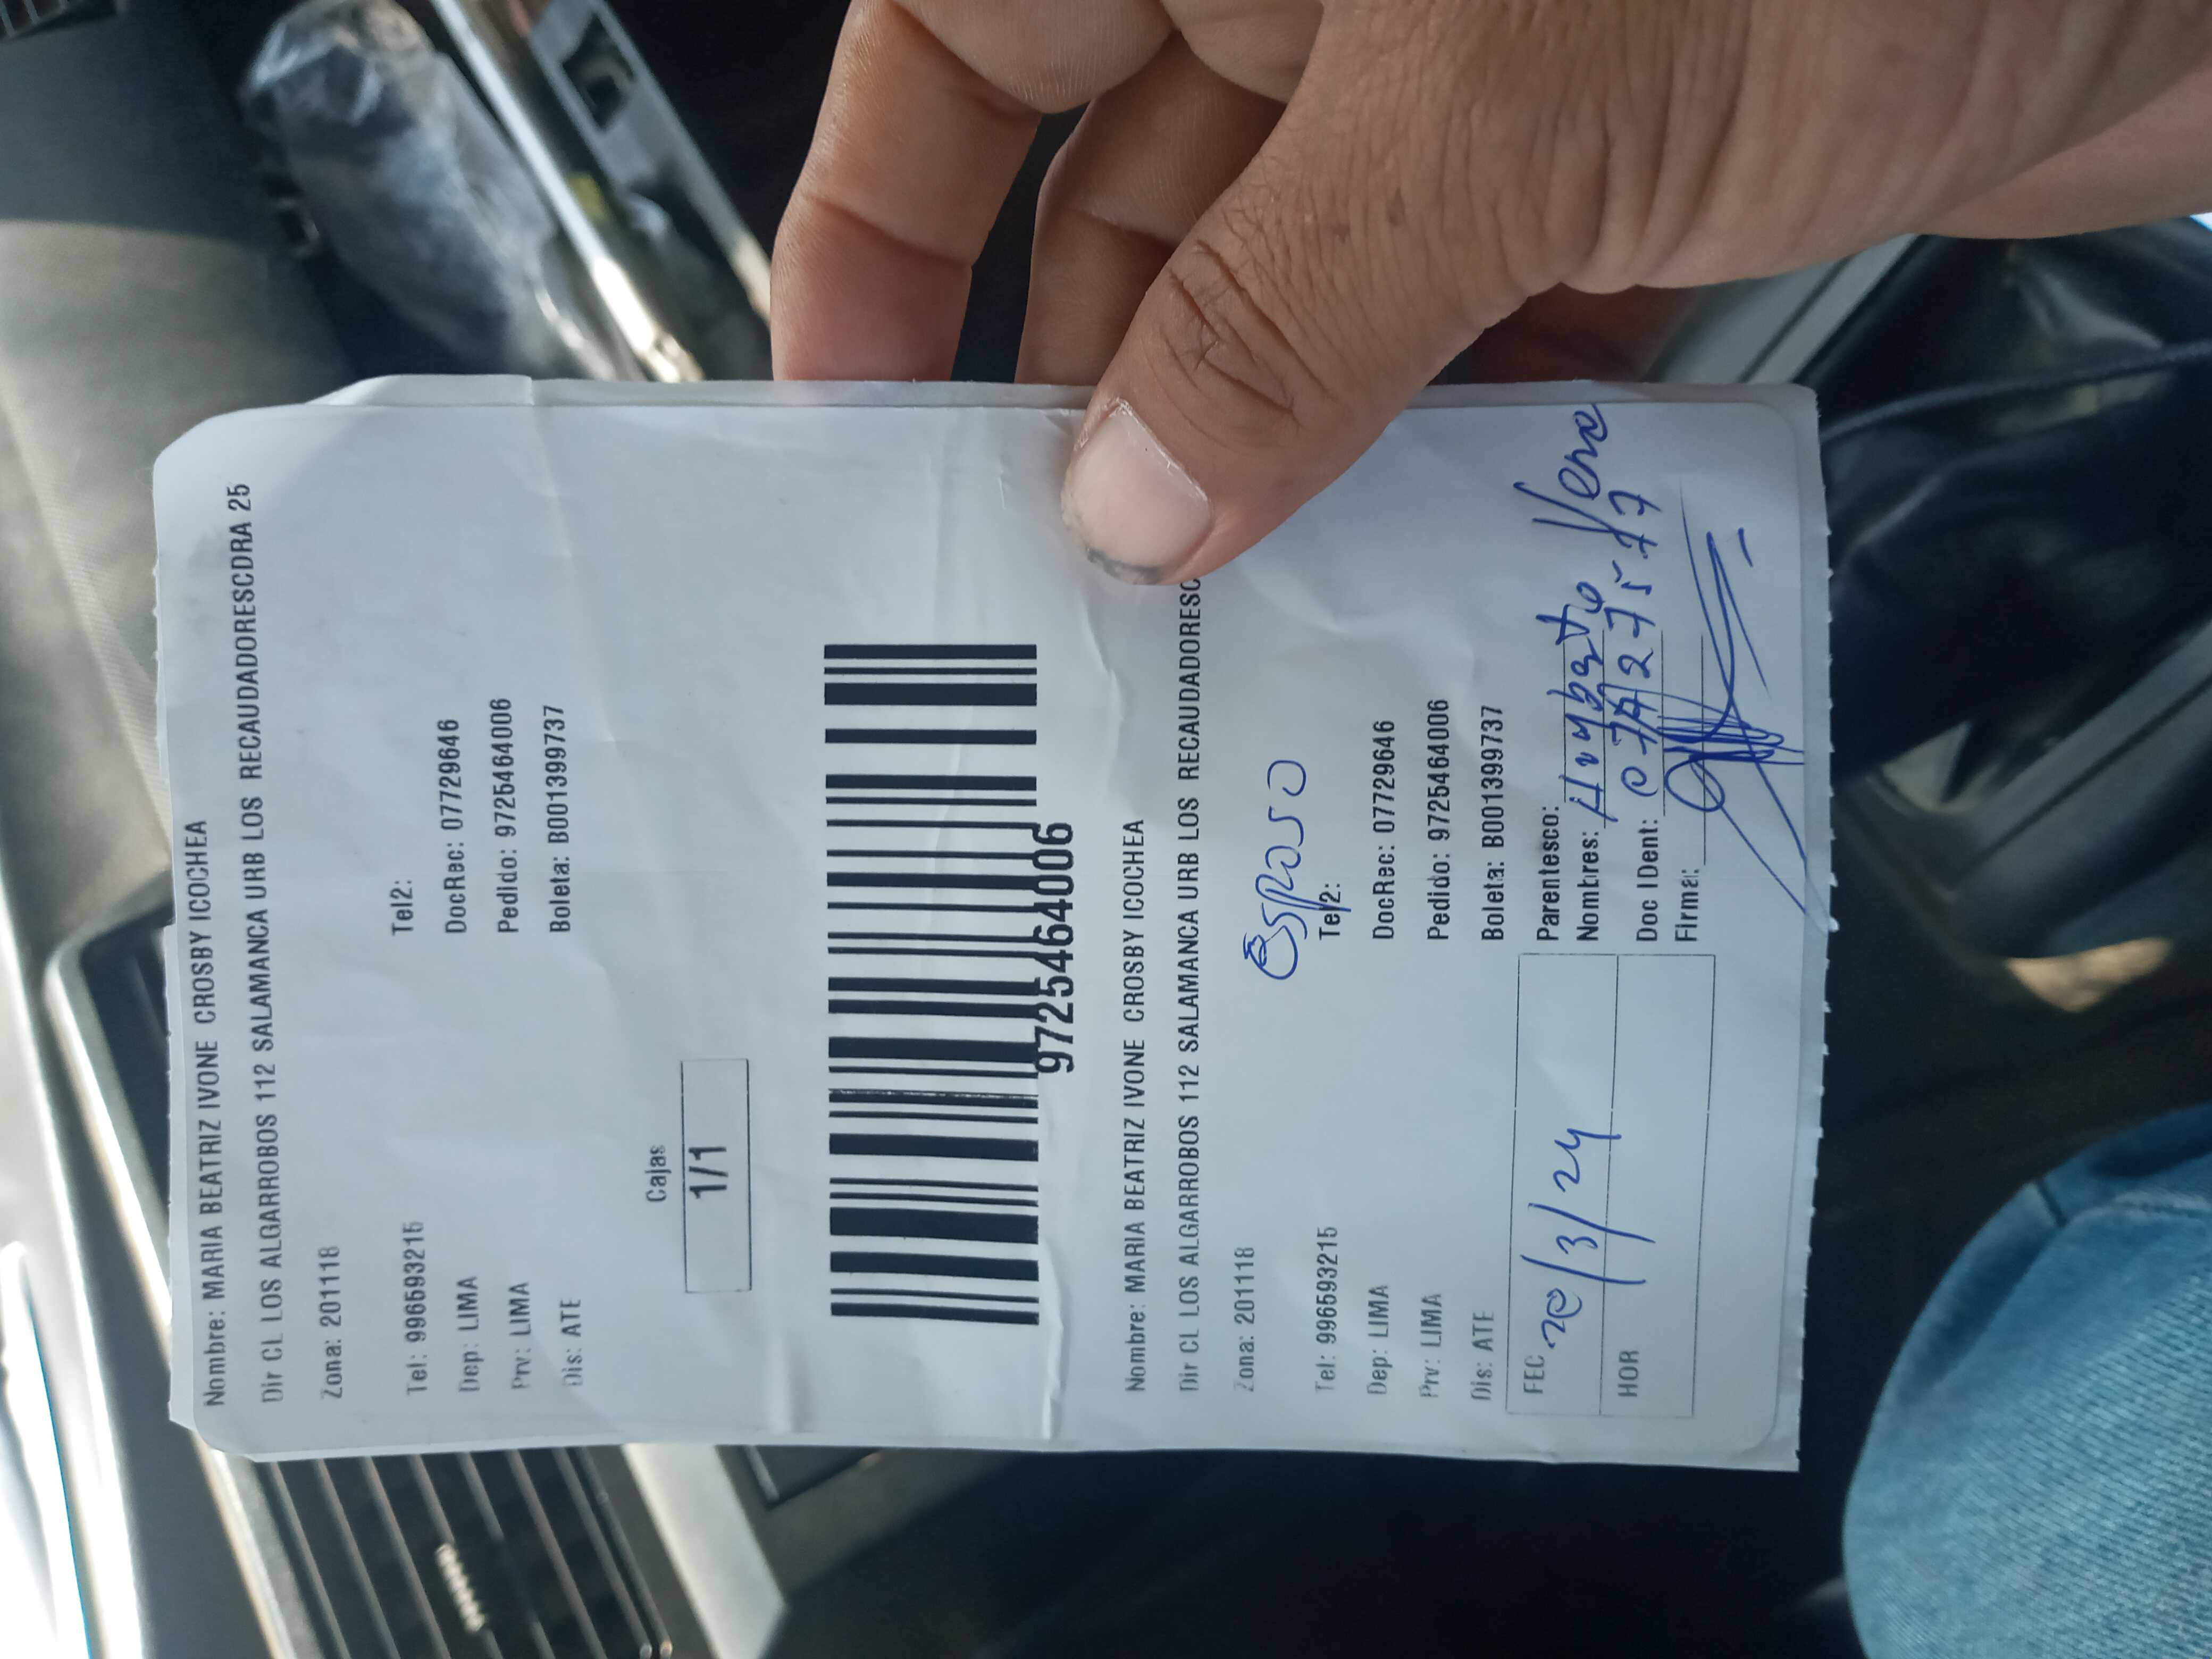 Nombre: MARIA BEATRIZ IVONE CROSBY ICOCHEA
Dir CL LOS ALGARROBOS 112 SALAMANCA URB LOS RECAUDADORESCDRA 25
Zona: 201118
Tel: 996593215 Tel2:
Dep: LIMA DocRec: 07729646
Prv: LIMA Pedido: 9725464006
Dis: ATE Boleta: B001399737
Cajas
1/1
9725464006
Nombre: MARIA BEATRIZ IVONE CROSBY ICOCHEA
Dir CL LOS ALGARROBOS 112 SALAMANCA URB LOS RECAUDADORESC
Zona: 201118
esposo
Tel: 996593215 Tel2:
Dep: LIMA DocRec: 07729646
Prv: LIMA Pedido: 9725464006
Dis: ATE Boleta: B001399737
FEC 20/3/24 Parentesco:
Nombres: Humberto Vera
HOR Doc IDent:
Firma: